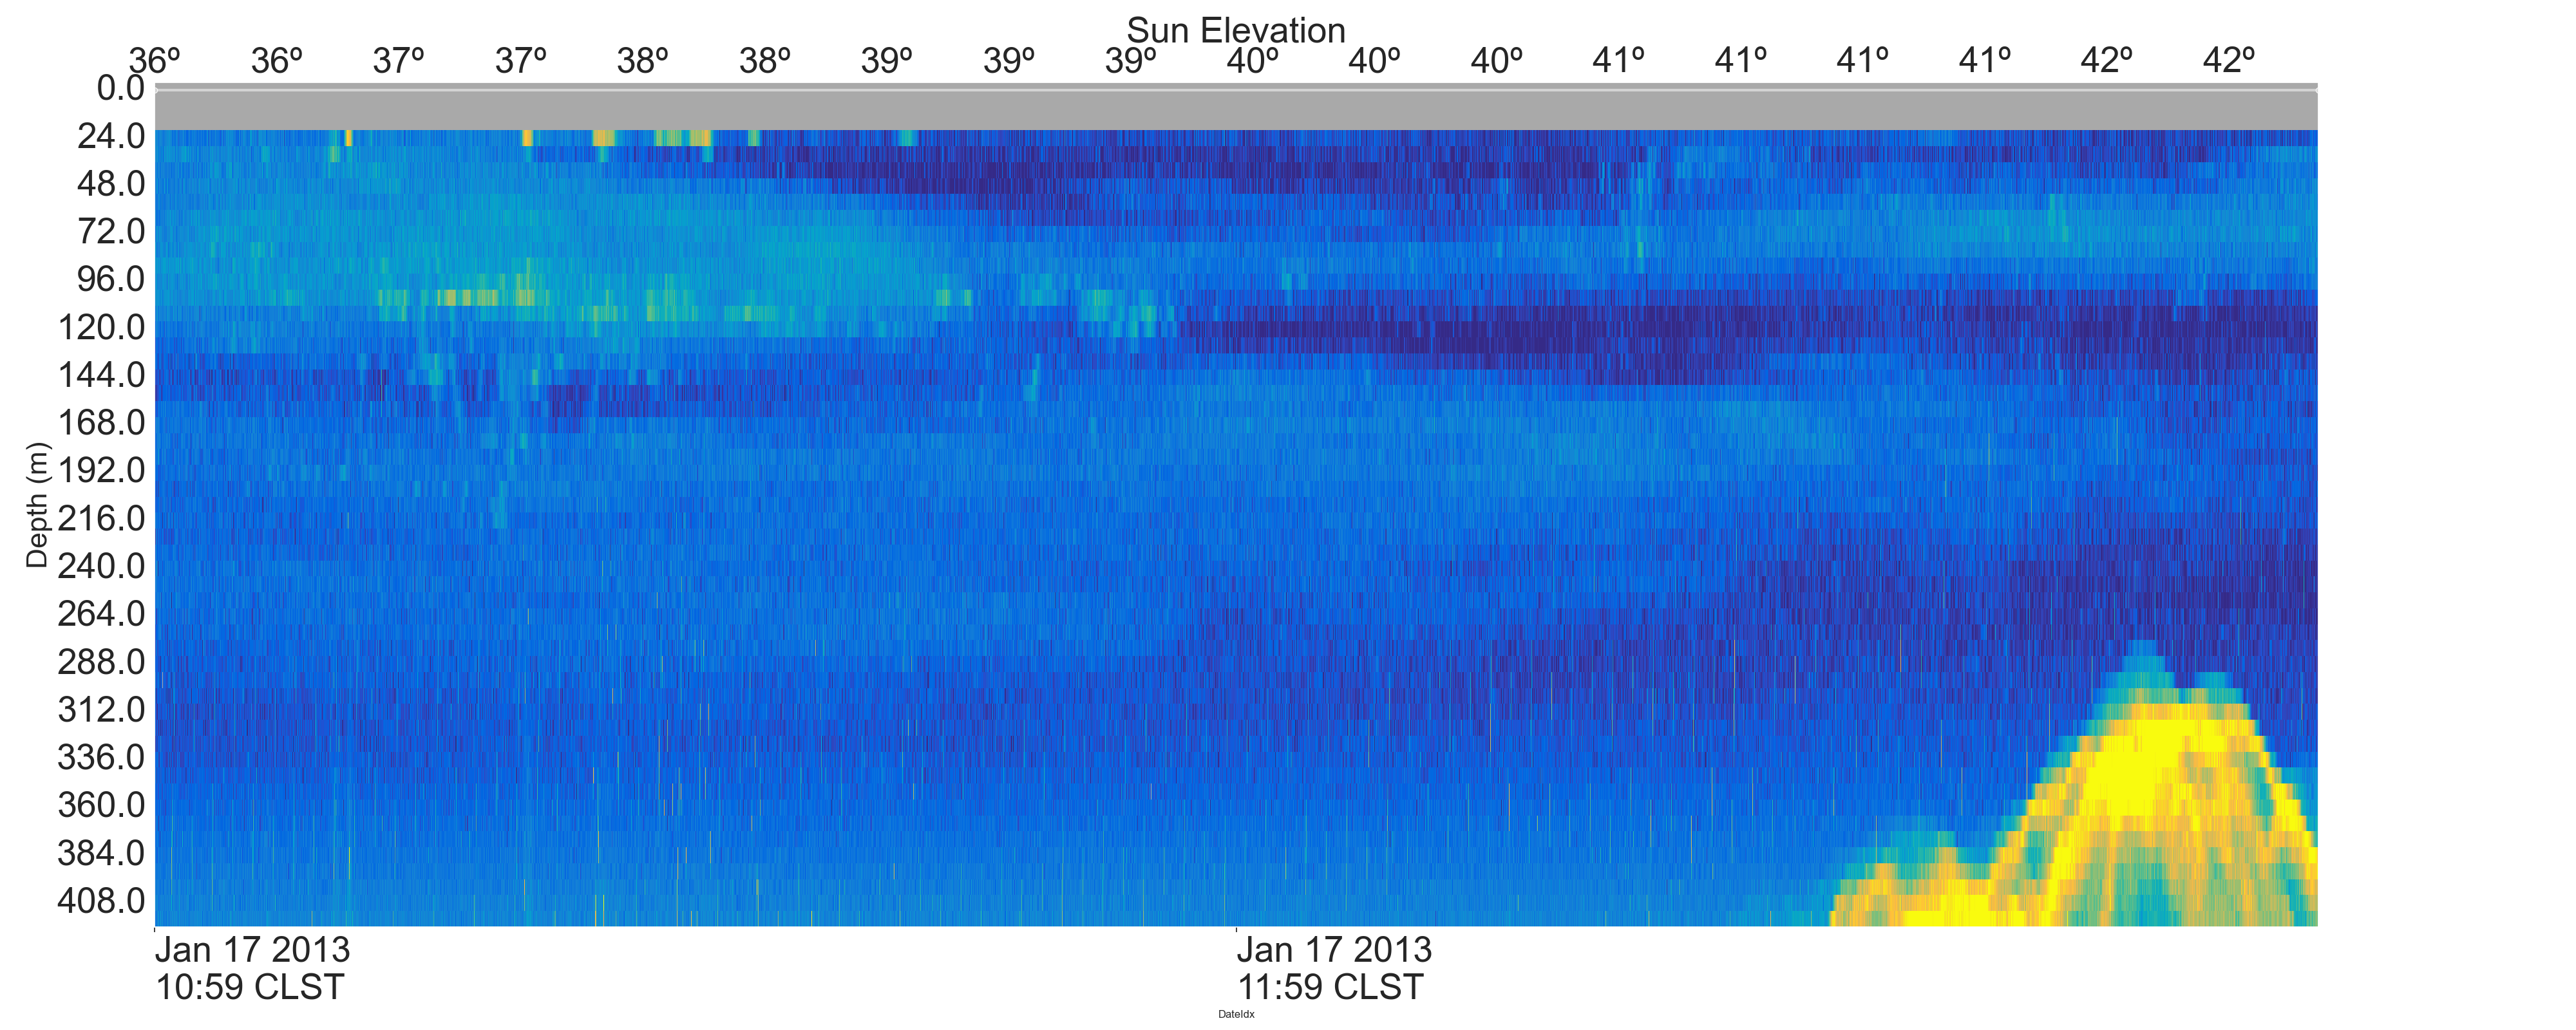 Sun Elevation
36º 36º 37º 37º 38º 38º 39º 39º 39º 40º 40º 40º 41º 41º 41º 41º 42º 42º
0.0
24.0
48.0
72.0
96.0
120.0
144.0
168.0
192.0
216.0
240.0
264.0
288.0
312.0
336.0
360.0
384.0
408.0
Depth (m)
Jan 17 2013
10:59 CLST
Jan 17 2013
11:59 CLST
DateIdx